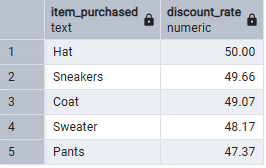 item_purchased discount_rate
text numeric
1 Hat 50.00
2 Sneakers 49.66
3 Coat 49.07
4 Sweater 48.17
5 Pants 47.37